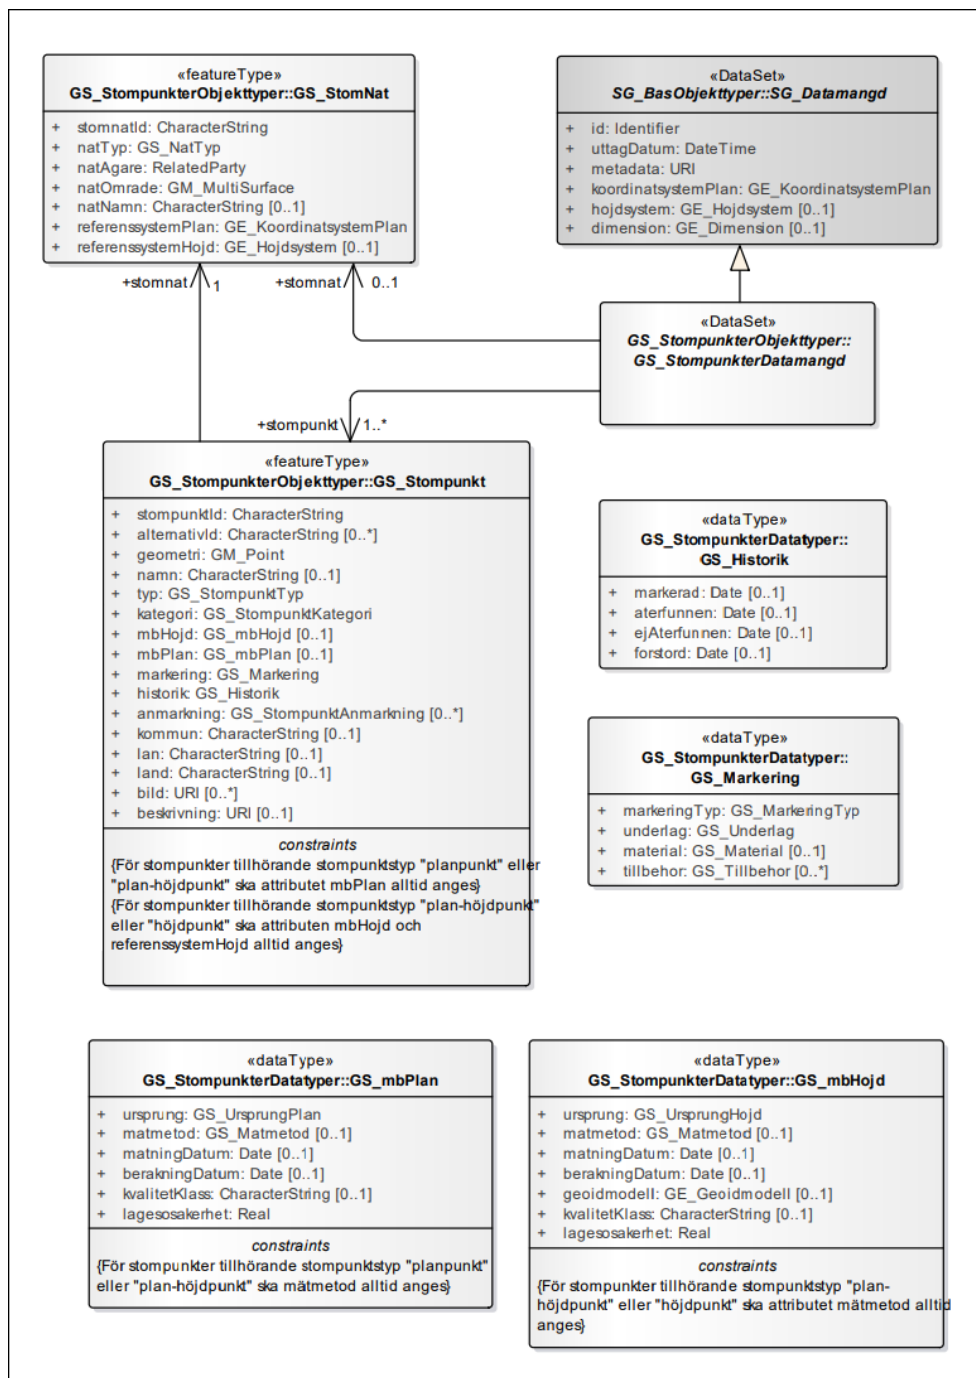 «featureType»
GS_StompunkterObjekttyper::GS_StomNat
+ stomnatId: CharacterString
+ natTyp: GS_NatTyp
+ natAgare: RelatedParty
+ natOmrade: GM_MultiSurface
+ natNamn: CharacterString [0..1]
+ referenssystemPlan: GE_KoordinatsystemPlan
+ referenssystemHojd: GE_Hojdsystem [0..1]
«DataSet»
SG_BasObjekttyper::SG_Datamangd
+ id: Identifier
+ uttagDatum: DateTime
+ metadata: URI
+ koordinatsystemPlan: GE_KoordinatsystemPlan
+ hojdsystem: GE_Hojdsystem [0..1]
+ dimension: GE_Dimension [0..1]
+stomnat 1
+stomnat 0..1
«DataSet»
GS_StompunkterObjekttyper::
GS_StompunkterDatamangd
+stompunkt 1..*
«featureType»
GS_StompunkterObjekttyper::GS_Stompunkt
+ stompunktId: CharacterString
+ alternativId: CharacterString [0..*]
+ geometri: GM_Point
+ namn: CharacterString [0..1]
+ typ: GS_StompunktTyp
+ kategori: GS_StompunktKategori
+ mbHojd: GS_mbHojd [0..1]
+ mbPlan: GS_mbPlan [0..1]
+ markering: GS_Markering
+ historik: GS_Historik
+ anmarkning: GS_StompunktAnmarkning [0..*]
+ kommun: CharacterString [0..1]
+ lan: CharacterString [0..1]
+ land: CharacterString [0..1]
+ bild: URI [0..*]
+ beskrivning: URI [0..1]
constraints
{För stompunkter tillhörande stompunktstyp "planpunkt" eller
"plan-höjdpunkt" ska attributet mbPlan alltid anges}
{För stompunkter tillhörande stompunktstyp "plan-höjdpunkt"
eller "höjdpunkt" ska attributen mbHojd och
referenssystemHojd alltid anges}
«dataType»
GS_StompunkterDatatyper::
GS_Historik
+ markerad: Date [0..1]
+ aterfunnen: Date [0..1]
+ ejAterfunnen: Date [0..1]
+ forstord: Date [0..1]
«dataType»
GS_StompunkterDatatyper::
GS_Markering
+ markeringTyp: GS_MarkeringTyp
+ underlag: GS_Underlag
+ material: GS_Material [0..1]
+ tillbehor: GS_Tillbehor [0..*]
«dataType»
GS_StompunkterDatatyper::GS_mbPlan
+ ursprung: GS_UrsprungPlan
+ matmetod: GS_Matmetod [0..1]
+ matningDatum: Date [0..1]
+ berakningDatum: Date [0..1]
+ kvalitetKlass: CharacterString [0..1]
+ lagesosakerhet: Real
constraints
{För stompunkter tillhörande stompunktstyp "planpunkt"
eller "plan-höjdpunkt" ska mätmetod alltid anges}
«dataType»
GS_StompunkterDatatyper::GS_mbHojd
+ ursprung: GS_UrsprungHojd
+ matmetod: GS_Matmetod [0..1]
+ matningDatum: Date [0..1]
+ berakningDatum: Date [0..1]
+ geoidmodell: GE_Geoidmodell [0..1]
+ kvalitetKlass: CharacterString [0..1]
+ lagesosakerhet: Real
constraints
{För stompunkter tillhörande stompunktstyp "plan-
höjdpunkt" eller "höjdpunkt" ska attributet mätmetod alltid
anges}